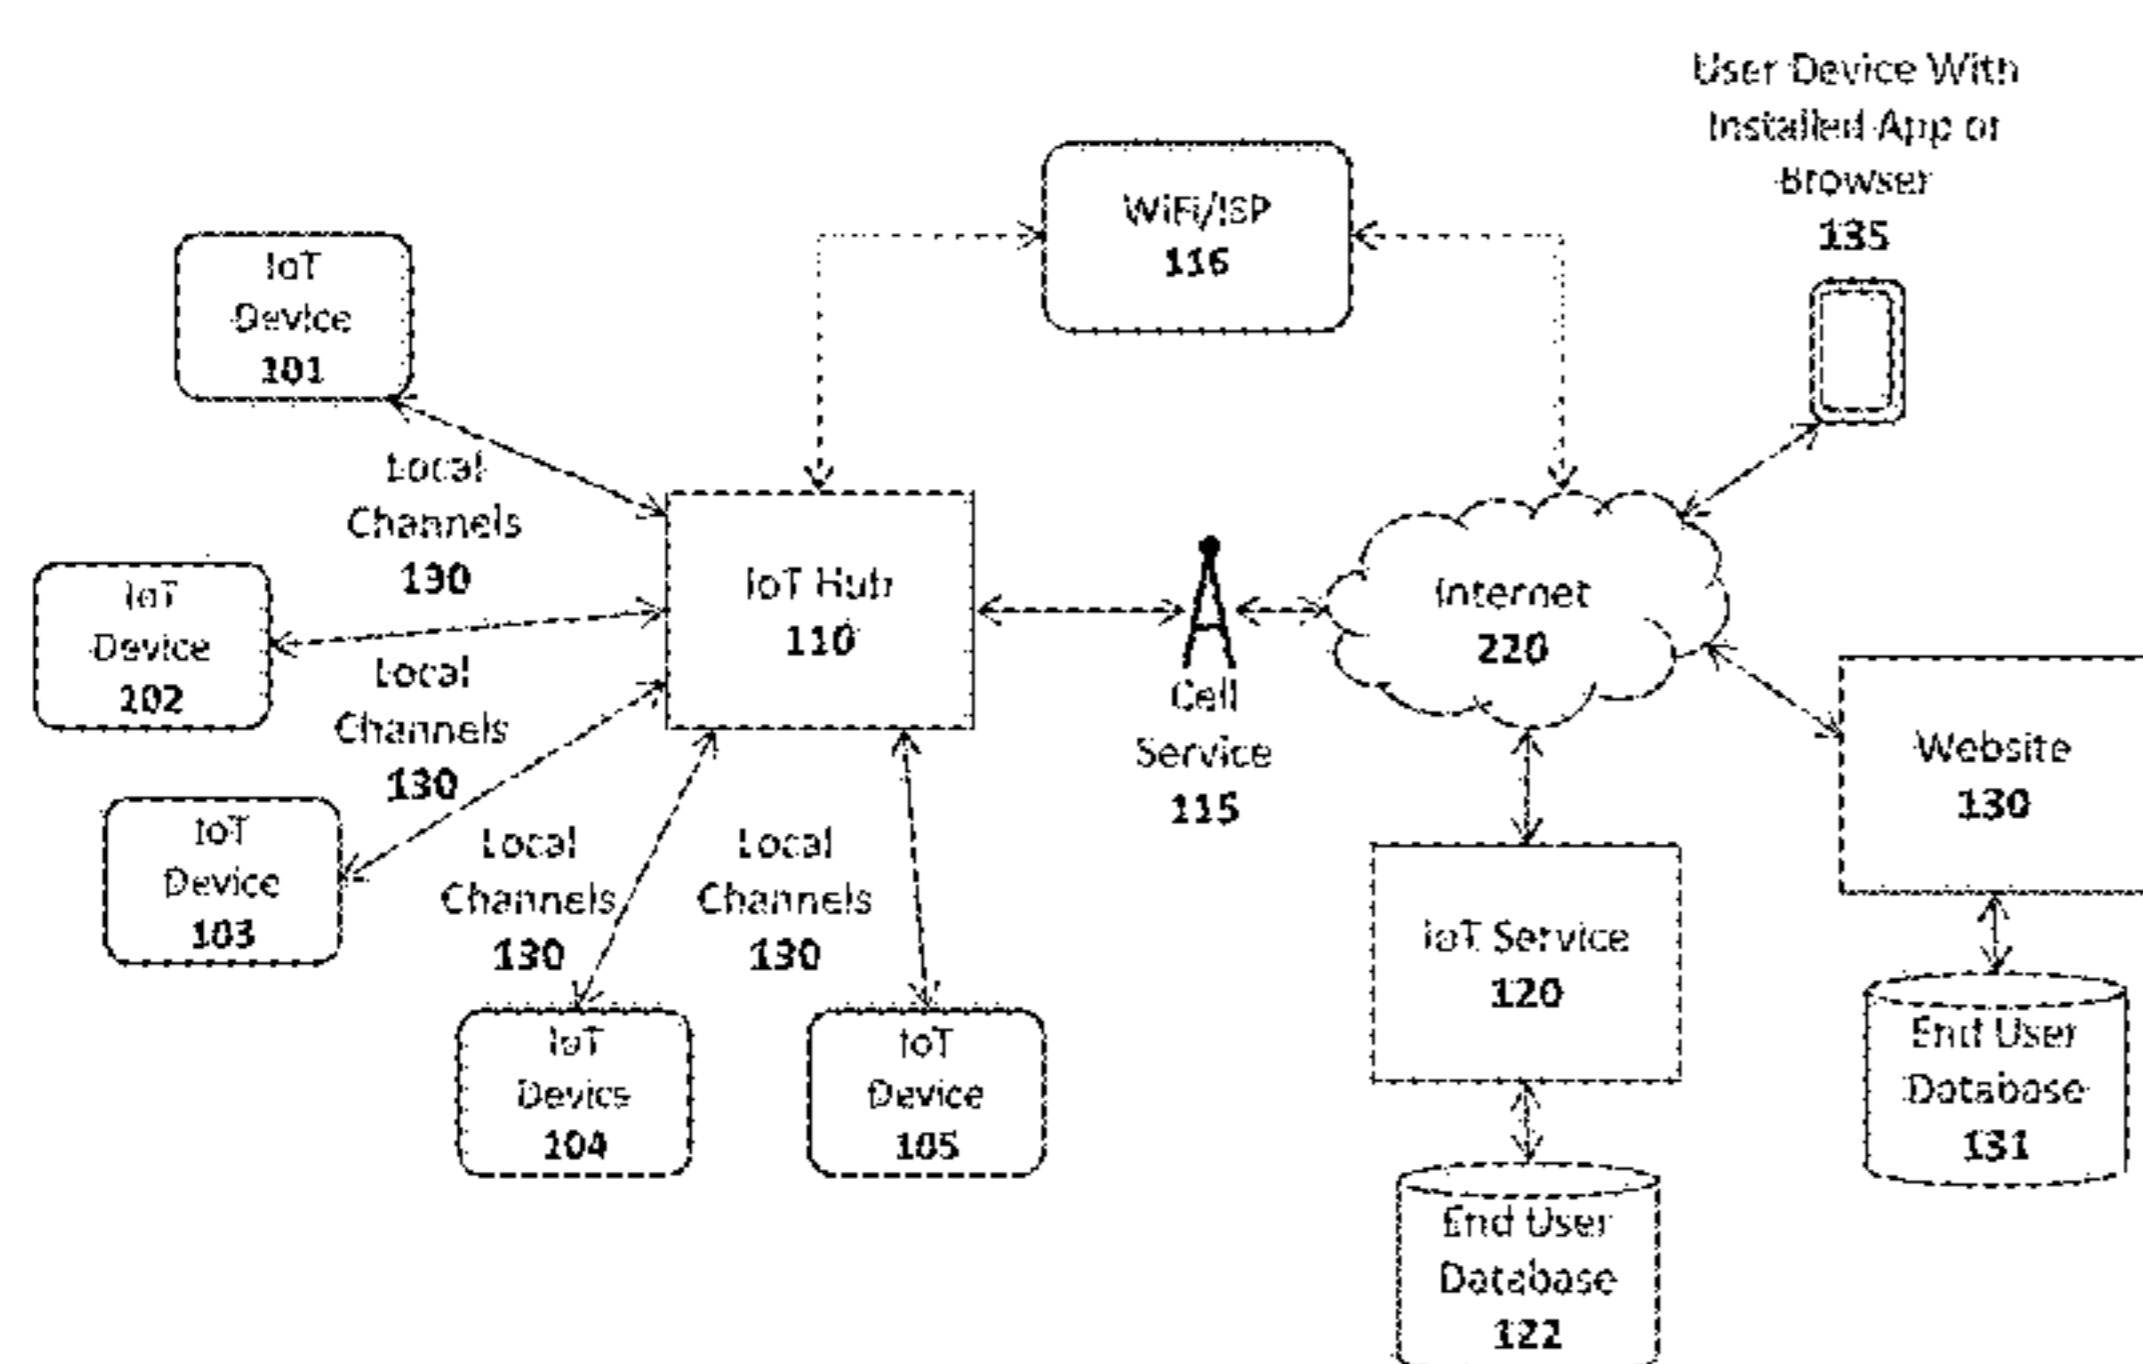 User Device With
Installed App or
Browser
135
WiFi/ISP
116
IoT
Device
101
Local
Channels
130
IoT Hub
110
Internet
220
IoT
Device
102
Local
Channels
130
Cell
Service
115
Website
130
IoT
Device
103
Local
Channels
130
Local
Channels
130
IoT Service
120
IoT
Device
104
IoT
Device
105
End User
Database
131
End User
Database
122